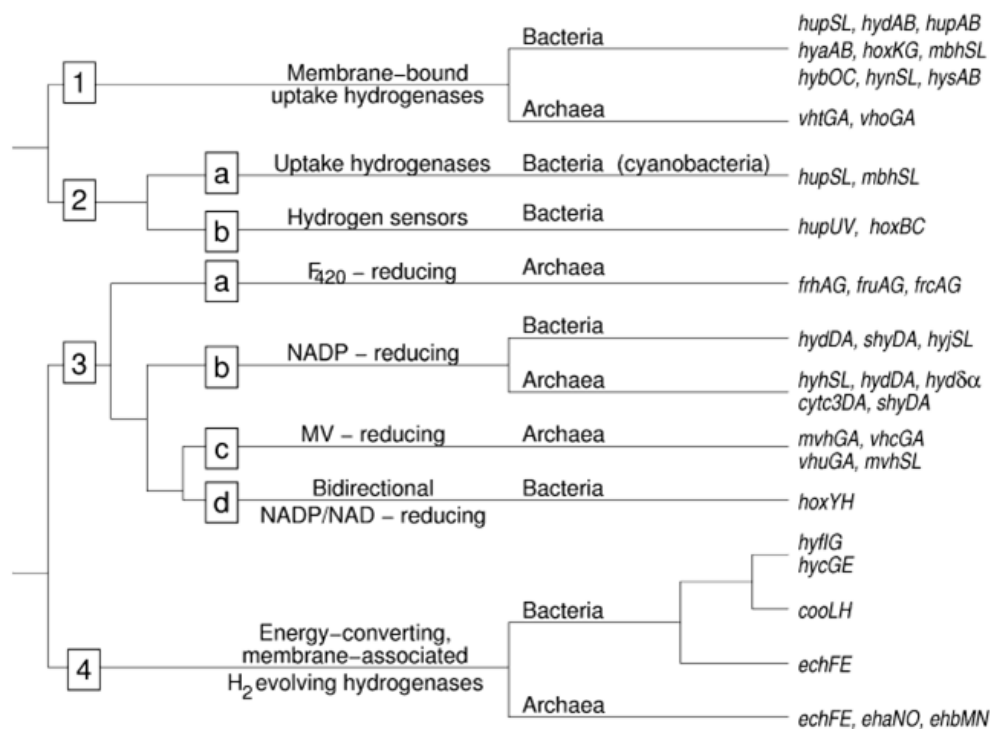 hupSL, hydAB, hupAB
Bacteria
hyaAB, hoxKG, mbhSL
1
Membrane–bound
hybOC, hynSL, hysAB
uptake hydrogenases
Archaea
vhtGA, vhoGA
a
Uptake hydrogenases
Bacteria (cyanobacteria)
hupSL, mbhSL
2
b
Hydrogen sensors
Bacteria
hupUV, hoxBC
a
F420 – reducing
Archaea
frhAG, fruAG, frcAG
Bacteria
hydDA, shyDA, hyjSL
3
b
NADP – reducing
Archaea
hyhSL, hydDA, hydδα
cytc3DA, shyDA
c
MV – reducing
Archaea
mvhGA, vhcGA
vhuGA, mvhSL
d
Bidirectional
Bacteria
hoxYH
NADP/NAD – reducing
hyfIG
hycGE
Bacteria
cooLH
4
Energy–converting,
membrane–associated
echFE
H2 evolving hydrogenases
Archaea
echFE, ehaNO, ehbMN